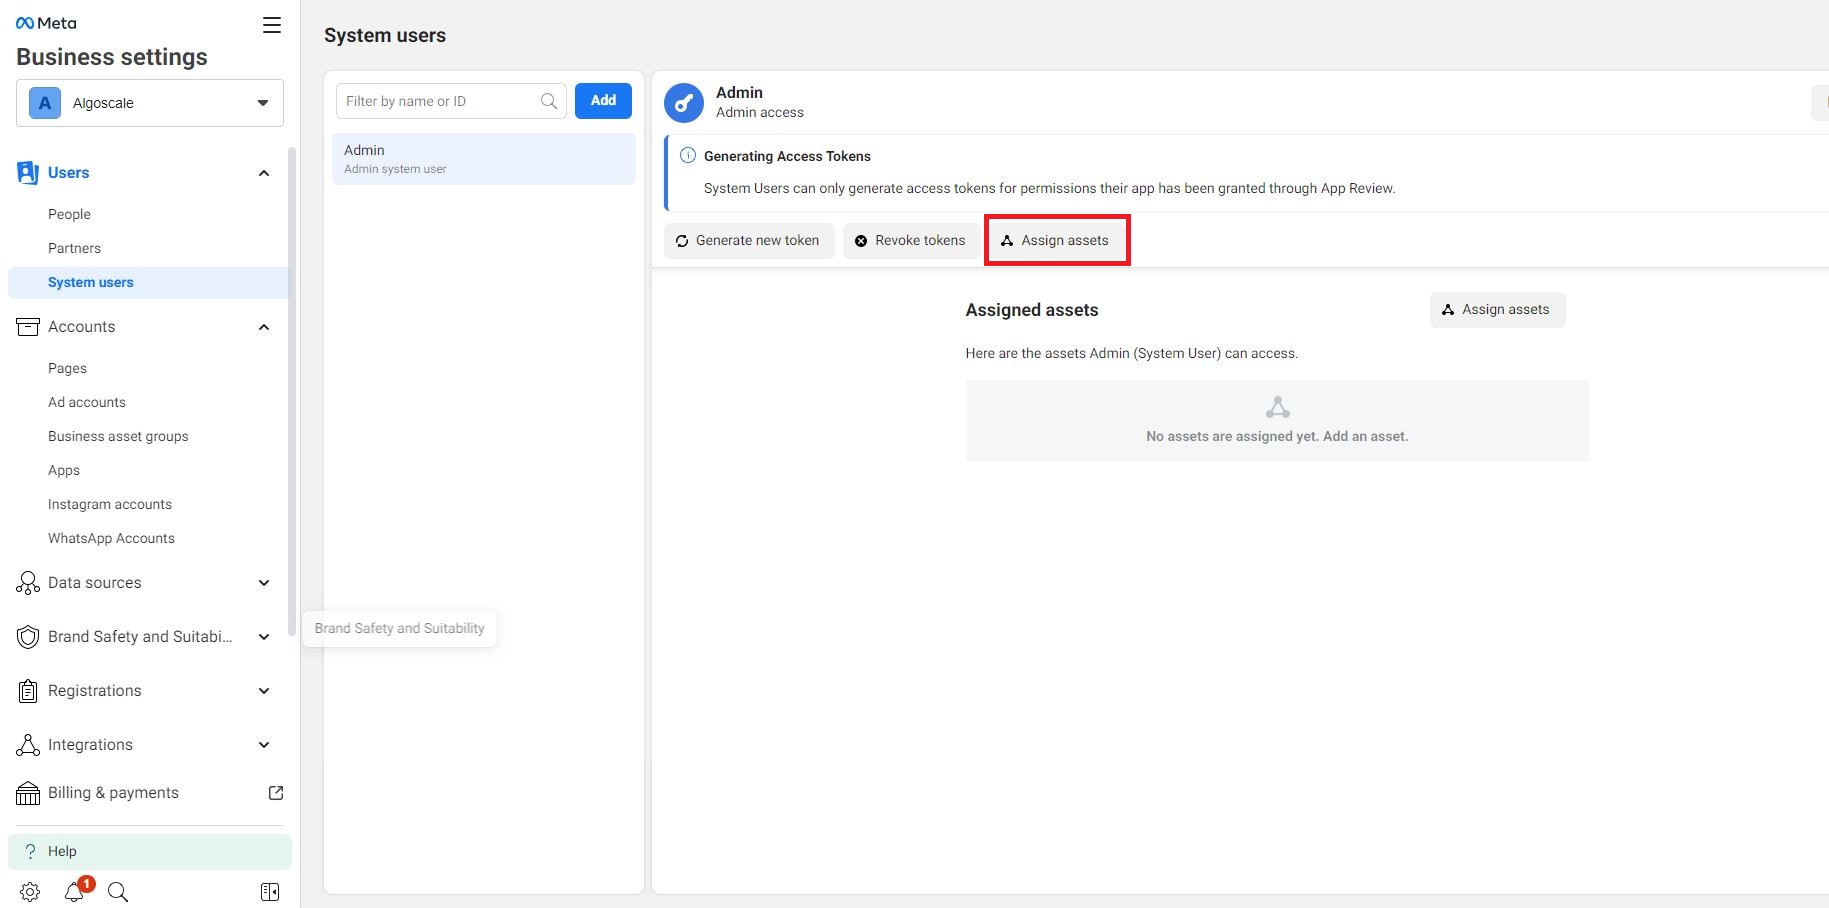 Meta
Business settings
A Algoscale
Users
People
Partners
System users
Accounts
Pages
Ad accounts
Business asset groups
Apps
Instagram accounts
WhatsApp Accounts
Data sources
Brand Safety and Suitabi...
Registrations
Integrations
Billing & payments
? Help
1
System users
Filter by name or ID
Add
Admin
Admin system user
Brand Safety and Suitability
Admin
Admin access
Generating Access Tokens
System Users can only generate access tokens for permissions their app has been granted through App Review.
Generate new token Revoke tokens Assign assets
Assigned assets Assign assets
Here are the assets Admin (System User) can access.
No assets are assigned yet. Add an asset.